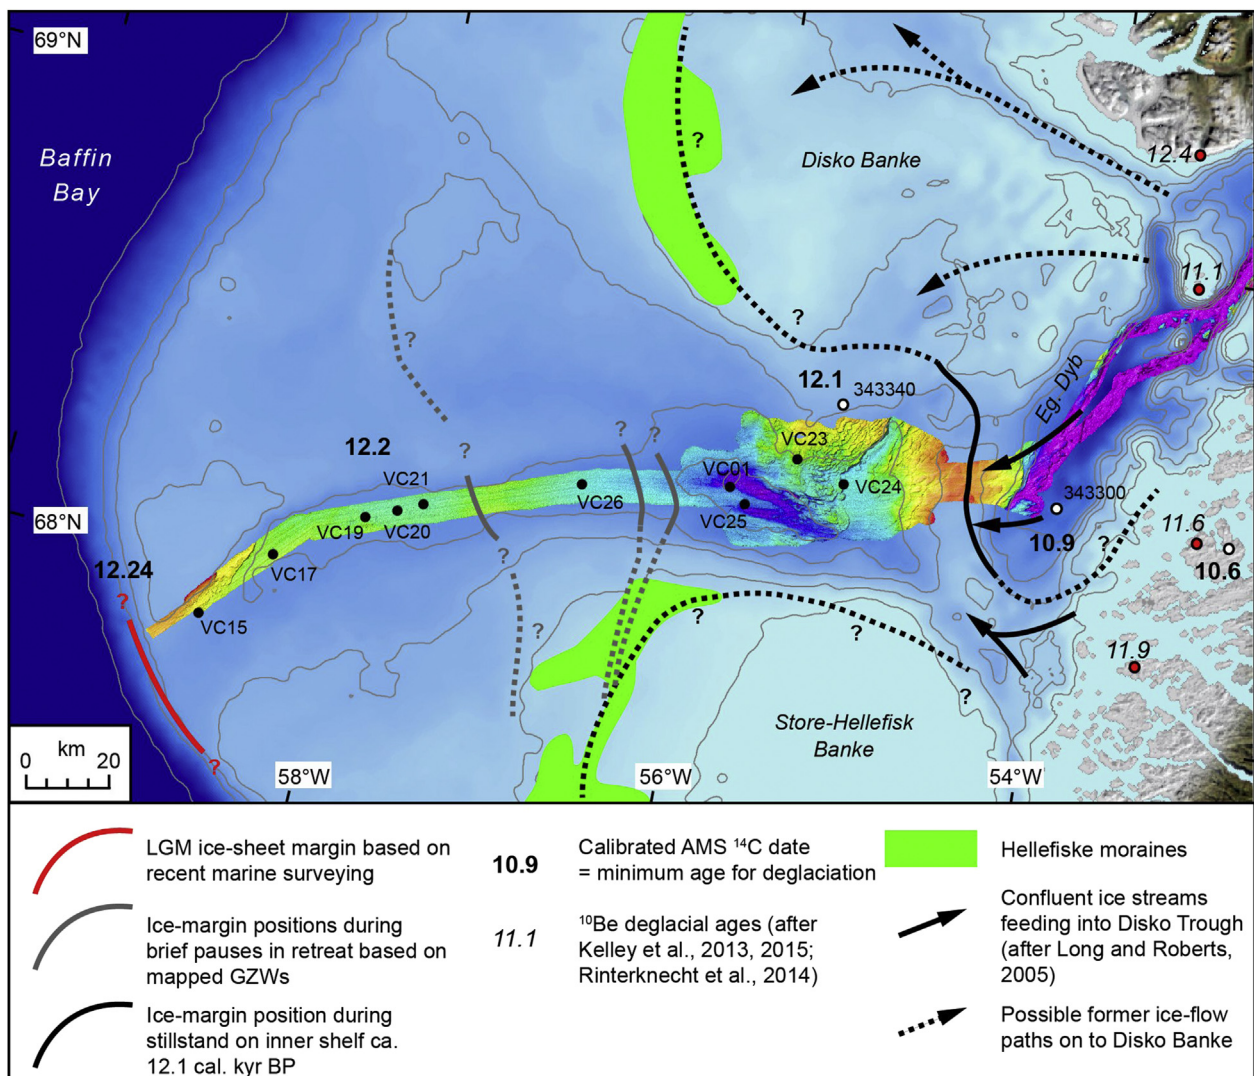 69°N
Baffin
Bay
Disko Banke
12.4
11.1
?
?
?
Eg. Dyb
12.1
343340
?
?
?
12.2
VC21
VC23
VC01
VC24
VC26
VC25
VC19
VC20
343300
68°N
11.6
10.9
?
10.6
12.24
VC17
?
?
VC15
?
?
?
11.9
?
Store-Hellefisk
Banke
?
km
0 20
58°W
56°W
54°W
LGM ice-sheet margin based on
recent marine surveying
Ice-margin positions during
brief pauses in retreat based on
mapped GZWs
Ice-margin position during
stillstand on inner shelf ca.
12.1 cal. kyr BP
10.9
Calibrated AMS ¹⁴C date
= minimum age for deglaciation
11.1
¹⁰Be deglacial ages (after
Kelley et al., 2013, 2015;
Rinterknecht et al., 2014)
Hellefiske moraines
Confluent ice streams
feeding into Disko Trough
(after Long and Roberts,
2005)
Possible former ice-flow
paths on to Disko Banke